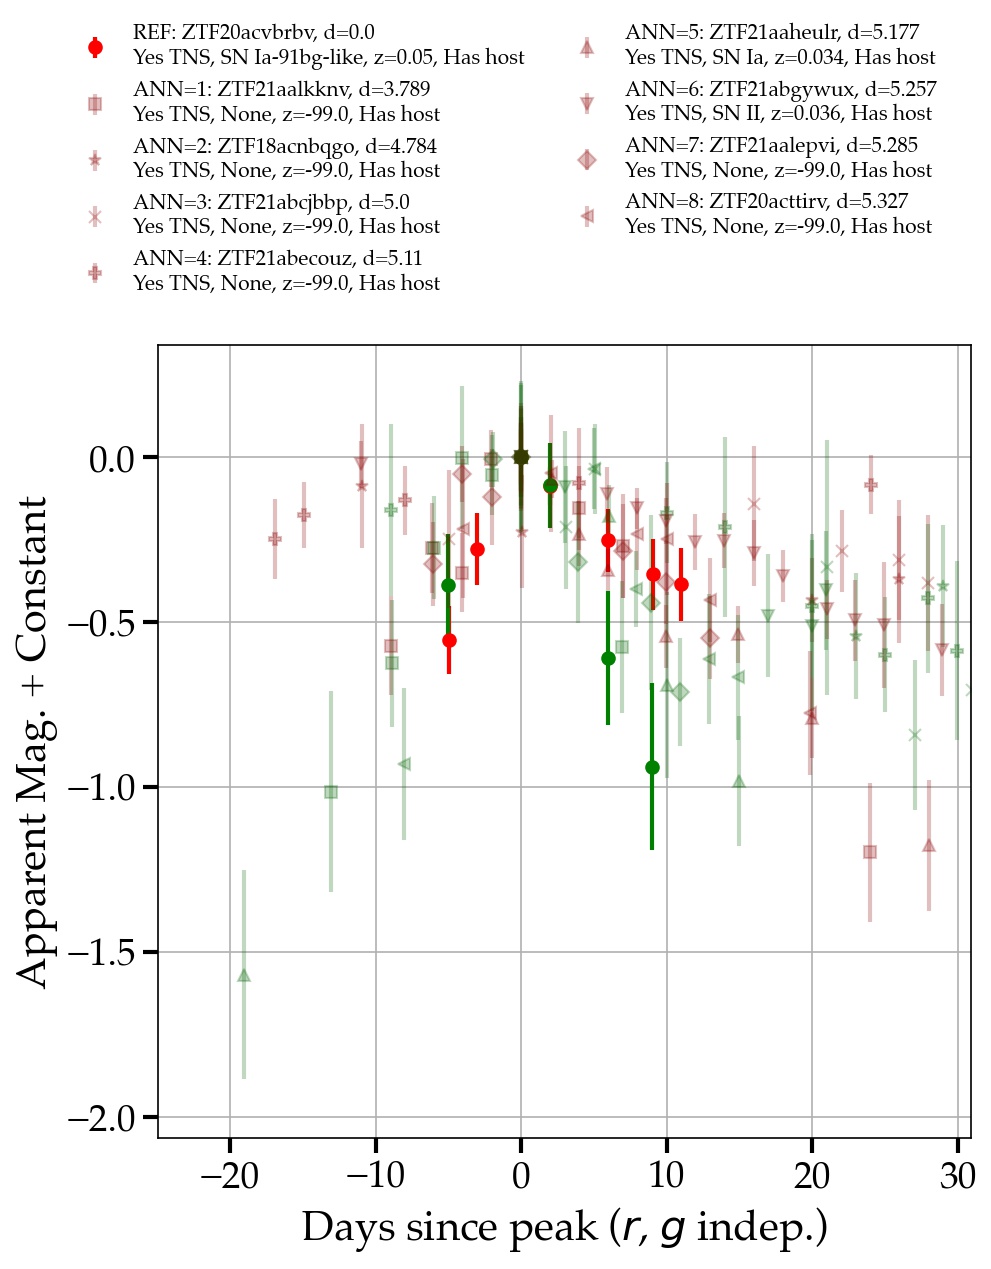 REF: ZTF20acvbrbv, d=0.0
Yes TNS, SN Ia-91bg-like, z=0.05, Has host
ANN=1: ZTF21aalkknv, d=3.789
Yes TNS, None, z=-99.0, Has host
ANN=2: ZTF18acnbqgo, d=4.784
Yes TNS, None, z=-99.0, Has host
ANN=3: ZTF21abcjbbp, d=5.0
Yes TNS, None, z=-99.0, Has host
ANN=4: ZTF21abecouz, d=5.11
Yes TNS, None, z=-99.0, Has host
ANN=5: ZTF21aaheulr, d=5.177
Yes TNS, SN Ia, z=0.034, Has host
ANN=6: ZTF21abgywux, d=5.257
Yes TNS, SN II, z=0.036, Has host
ANN=7: ZTF21aalepvi, d=5.285
Yes TNS, None, z=-99.0, Has host
ANN=8: ZTF20acttirv, d=5.327
Yes TNS, None, z=-99.0, Has host
Apparent Mag. + Constant
0.0
−0.5
−1.0
−1.5
−2.0
−20
−10
0
10
20
30
Days since peak (r, g indep.)